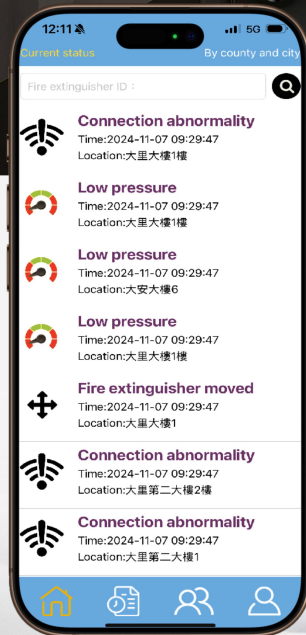 12:11 5G
Current status By county and city
Fire extinguisher ID：
Connection abnormality
Time:2024-11-07 09:29:47
Location:大里大樓1樓
Low pressure
Time:2024-11-07 09:29:47
Location:大里大樓1樓
Low pressure
Time:2024-11-07 09:29:47
Location:大安大樓6
Low pressure
Time:2024-11-07 09:29:47
Location:大里大樓1樓
Fire extinguisher moved
Time:2024-11-07 09:29:47
Location:大里大樓1
Connection abnormality
Time:2024-11-07 09:29:47
Location:大里第二大樓2樓
Connection abnormality
Time:2024-11-07 09:29:47
Location:大里第二大樓1